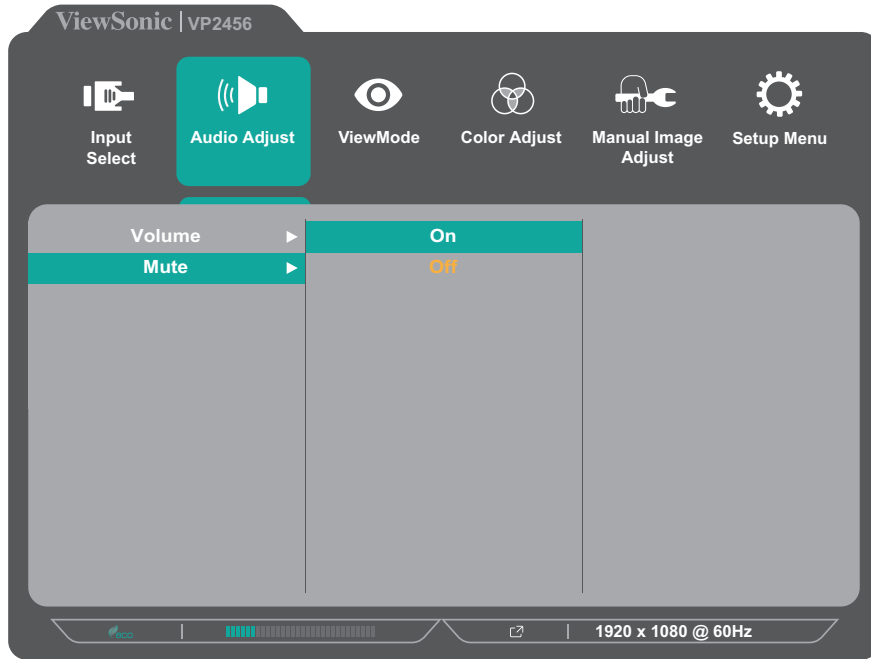 ViewSonic | VP2456
Input
Select
Audio Adjust
ViewMode
Color Adjust
Manual Image
Adjust
Setup Menu
Volume
On
Mute
Off
eco
1920 x 1080 @ 60Hz